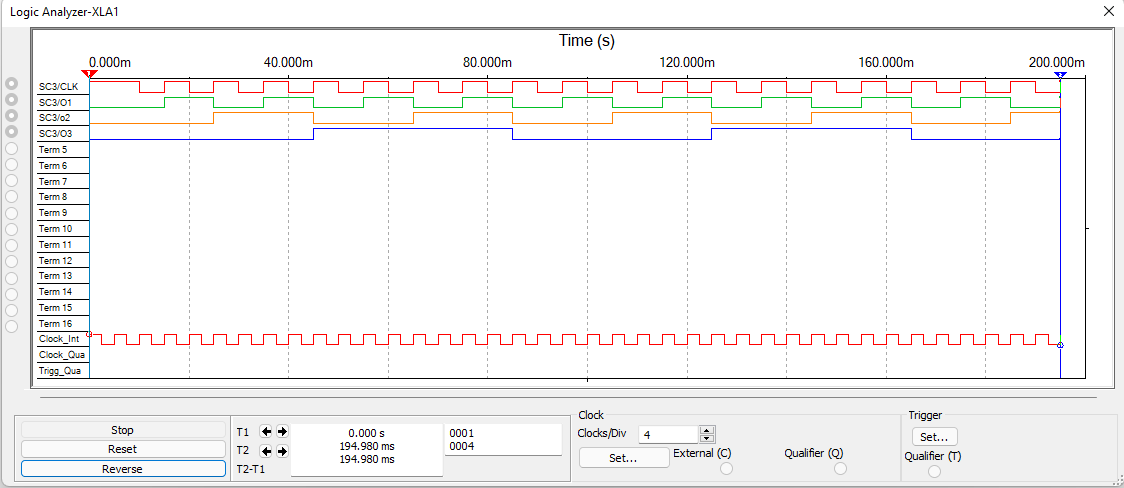 Logic Analyzer-XLA1
Time (s)
0.000m 40.000m 80.000m 120.000m 160.000m 200.000m
SC3/CLK
SC3/O1
SC3/o2
SC3/O3
Term 5
Term 6
Term 7
Term 8
Term 9
Term 10
Term 11
Term 12
Term 13
Term 14
Term 15
Term 16
Clock_Int
Clock_Qua
Trigg_Qua
Stop
Reset
Reverse
T1
T2
T2-T1
0.000 s
194.980 ms
194.980 ms
0001
0004
Clock
Clocks/Div 4
Set...
External (C)
Qualifier (Q)
Trigger
Set...
Qualifier (T)